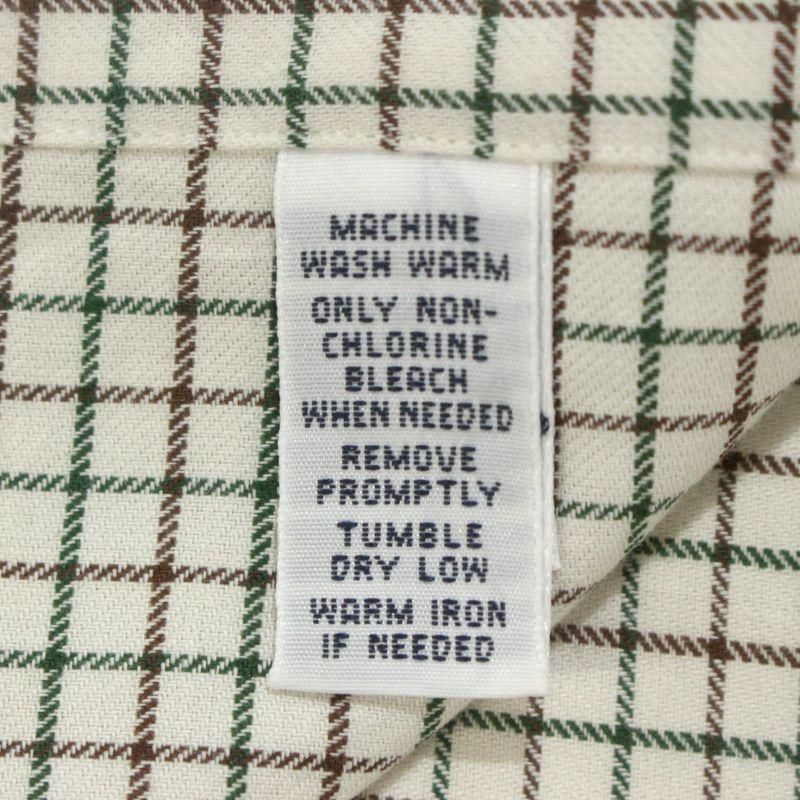 MACHINE
WASH WARM
ONLY NON-
CHLORINE
BLEACH
WHEN NEEDED
REMOVE
PROMPTLY
TUMBLE
DRY LOW
WARM IRON
IF NEEDED